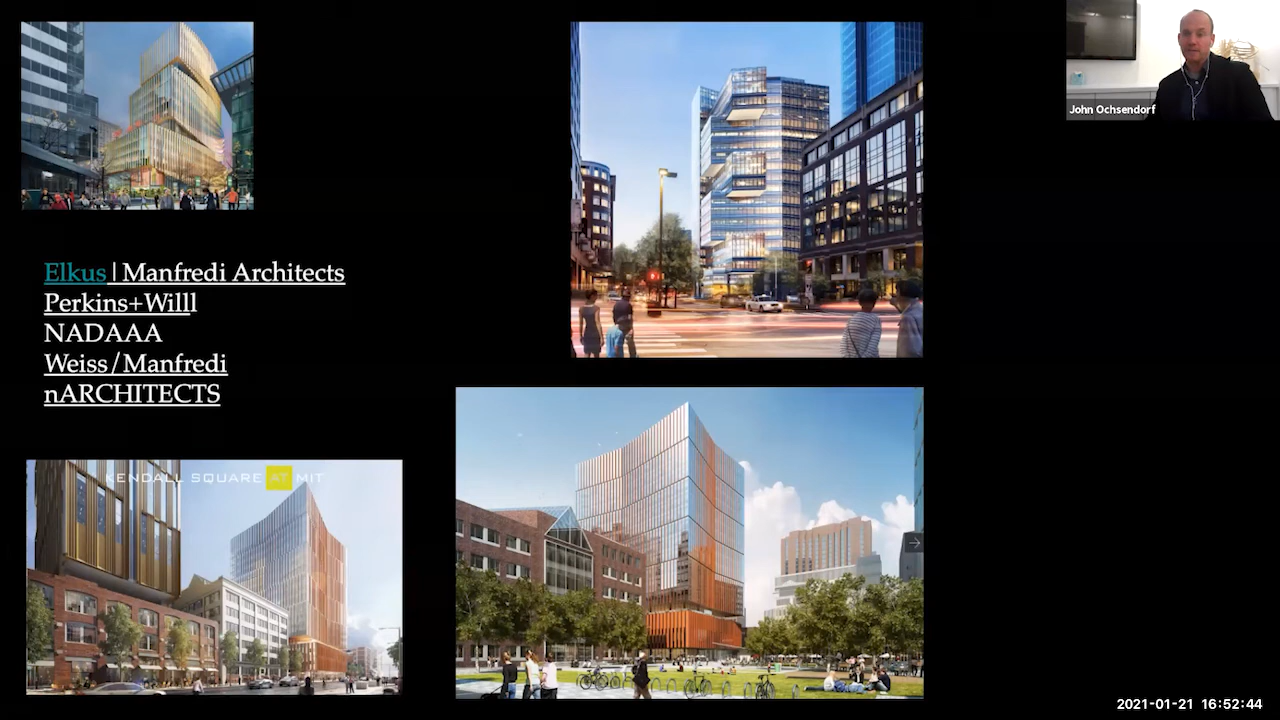 John Ochsendorf
Elkus | Manfredi Architects
Perkins+Willl
NADAAA
Weiss / Manfredi
nARCHITECTS
KENDALL SQUARE AT MIT
2021-01-21 16:52:44